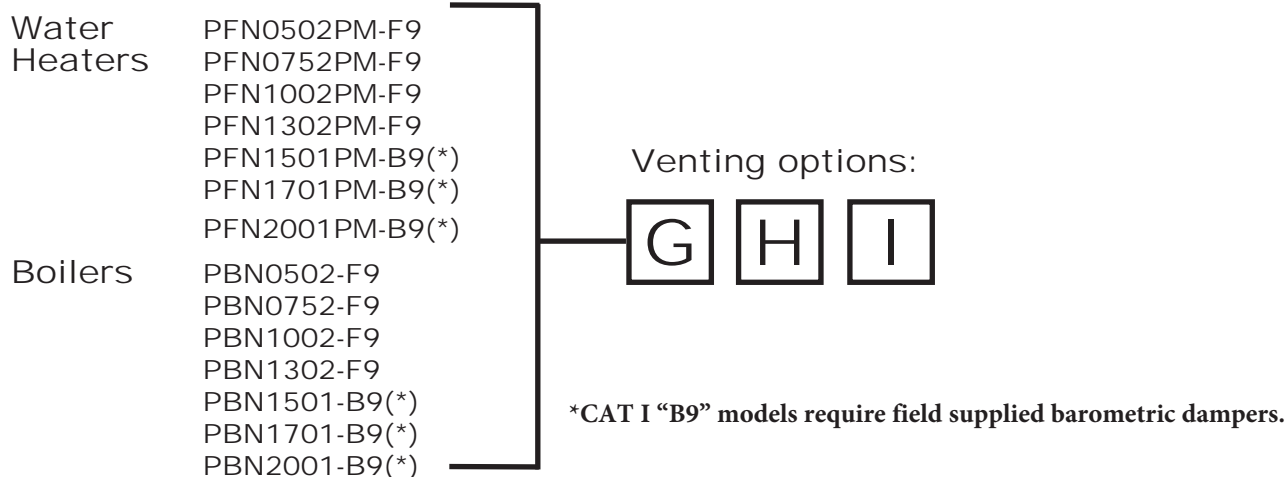 Water
Heaters
PFN0502PM-F9
PFN0752PM-F9
PFN1002PM-F9
PFN1302PM-F9
PFN1501PM-B9(*)
PFN1701PM-B9(*)
PFN2001PM-B9(*)
Boilers
PBN0502-F9
PBN0752-F9
PBN1002-F9
PBN1302-F9
PBN1501-B9(*)
PBN1701-B9(*)
PBN2001-B9(*)
Venting options:
G H I
*CAT I “B9” models require field supplied barometric dampers.